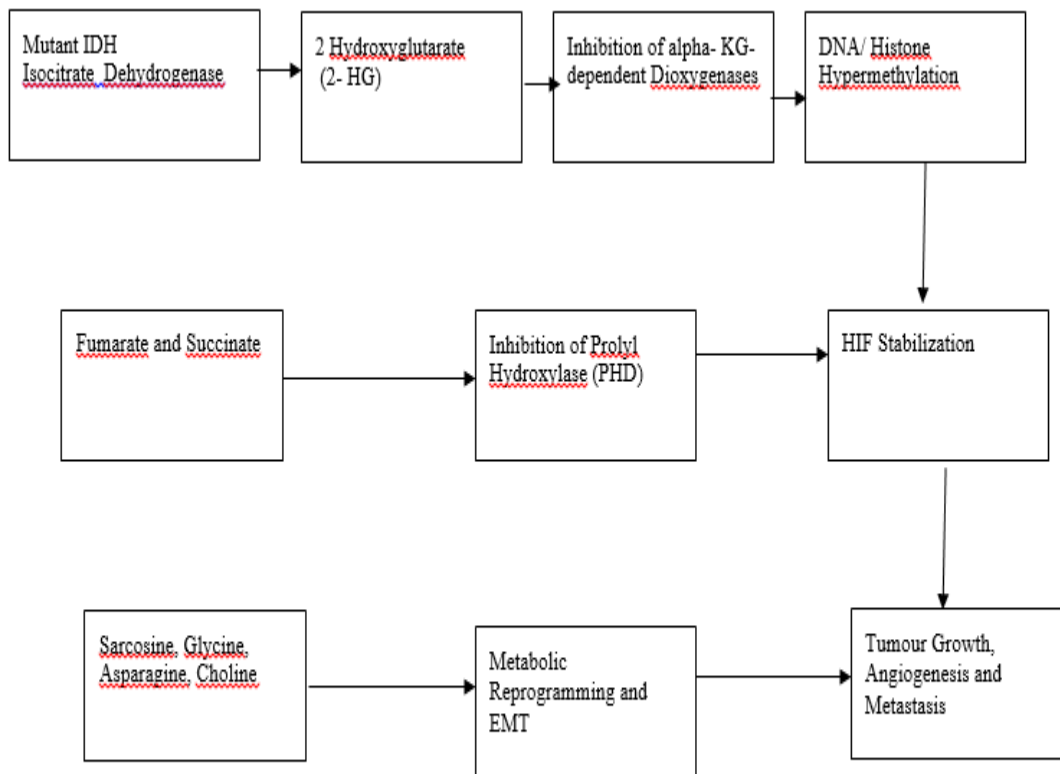 Mutant IDH
Isocitrate Dehydrogenase
2 Hydroxyglutarate
(2- HG)
Inhibition of alpha- KG-
dependent Dioxygenases
DNA/ Histone
Hypermethylation
Fumarate and Succinate
Inhibition of Prolyl
Hydroxylase (PHD)
HIF Stabilization
Sarcosine, Glycine,
Asparagine, Choline
Metabolic
Reprogramming and
EMT
Tumour Growth,
Angiogenesis and
Metastasis